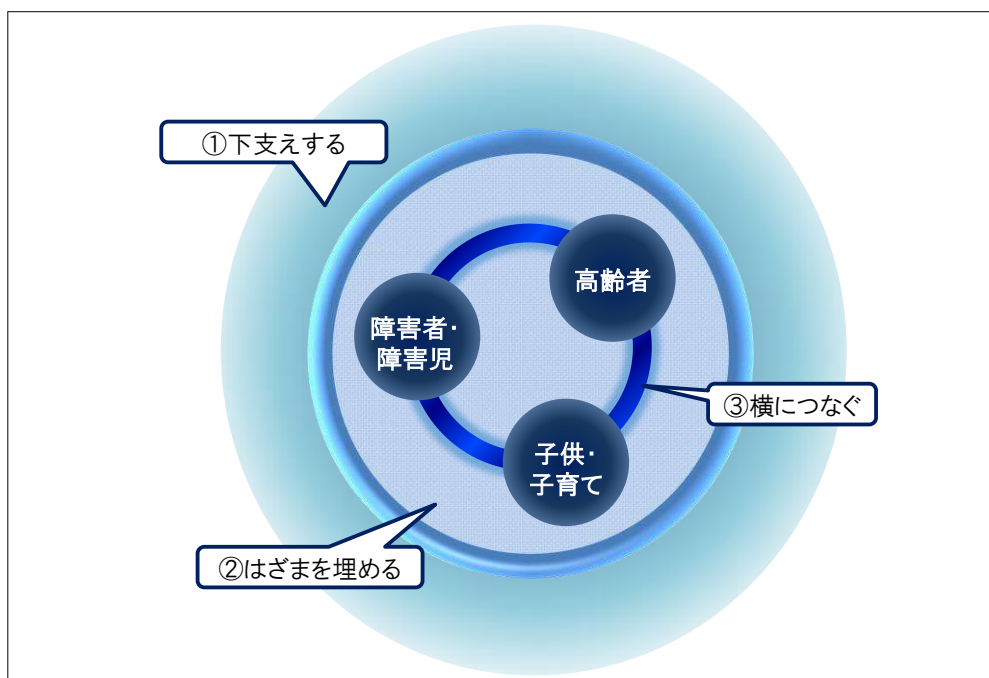 ①下支えする
高齢者
障害者・
障害児
③横につなぐ
子供・
子育て
②はざまを埋める